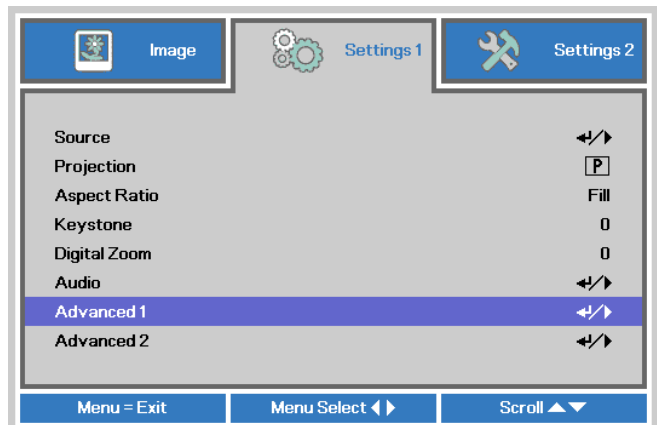 Image Settings 1 Settings 2
Source ↵/▶
Projection P
Aspect Ratio Fill
Keystone 0
Digital Zoom 0
Audio ↵/▶
Advanced 1 ↵/▶
Advanced 2 ↵/▶
Menu = Exit Menu Select ◀▶ Scroll ▲▼